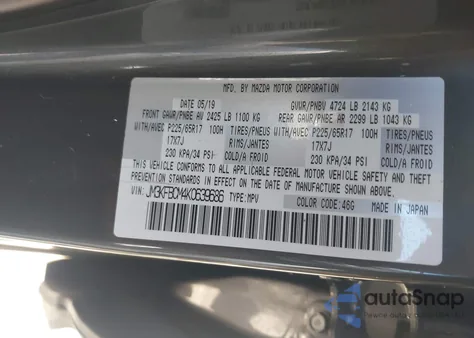 MFD. BY MAZDA MOTOR CORPORATION
DATE 05/19 GVWR/PNBV 4724 LB 2143 KG
FRONT GAWR/PNBE AV 2425 LB 1100 KG REAR GAWR/PNBE AR 2299 LB 1043 KG
WITH/AVEC P225/65R17 100H TIRES/PNEU WITH/AVEC P225/65R17 100H TIRES/PNEU
17X7J RIMS/JANTES 17X7J RIMS/JANTES
230 KPA/34 PSI COLD/A FROID 230 KPA/34 PSI COLD/A FROID
THIS VEHICLE CONFORMS TO ALL APPLICABLE FEDERAL MOTOR VEHICLE SAFETY, BUMPER, AND THEFT
PREVENTION STANDARDS IN EFFECT ON THE DATE OF MANUFACTURE SHOWN ABOVE.
VIN: JM3KFBCM4K0639686 TYPE:MPV COLOR CODE:46G MADE IN JAPAN
autoSnap